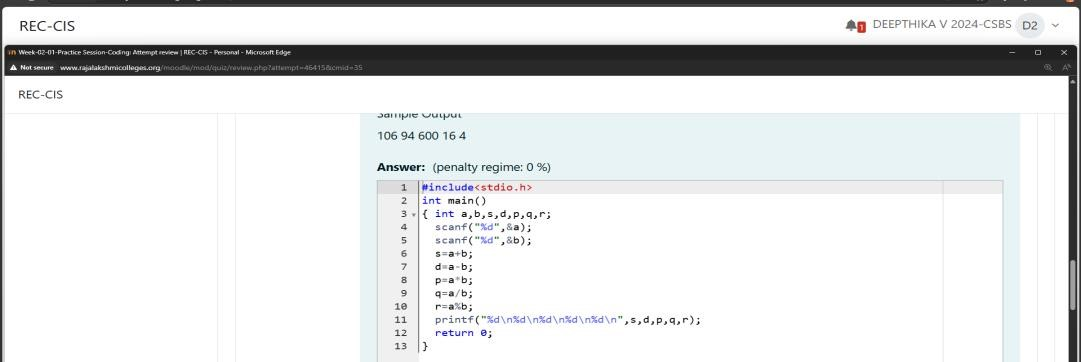 REC-CIS
1
DEEPTHIKA V 2024-CSBS D2
Week-02-01-Practice Session-Coding: Attempt review | REC-CIS - Personal - Microsoft Edge
Not secure www.rajalakshmicolleges.org/moodle/mod/quiz/review.php?attempt=46415&cmid=35
REC-CIS
Sample Output
106 94 600 16 4
Answer: (penalty regime: 0 %)
1 #include<stdio.h>
2 int main()
3 { int a,b,s,d,p,q,r;
4 scanf("%d",&a);
5 scanf("%d",&b);
6 s=a+b;
7 d=a-b;
8 p=a*b;
9 q=a/b;
10 r=a%b;
11 printf("%d\n%d\n%d\n%d\n%d\n",s,d,p,q,r);
12 return 0;
13 }